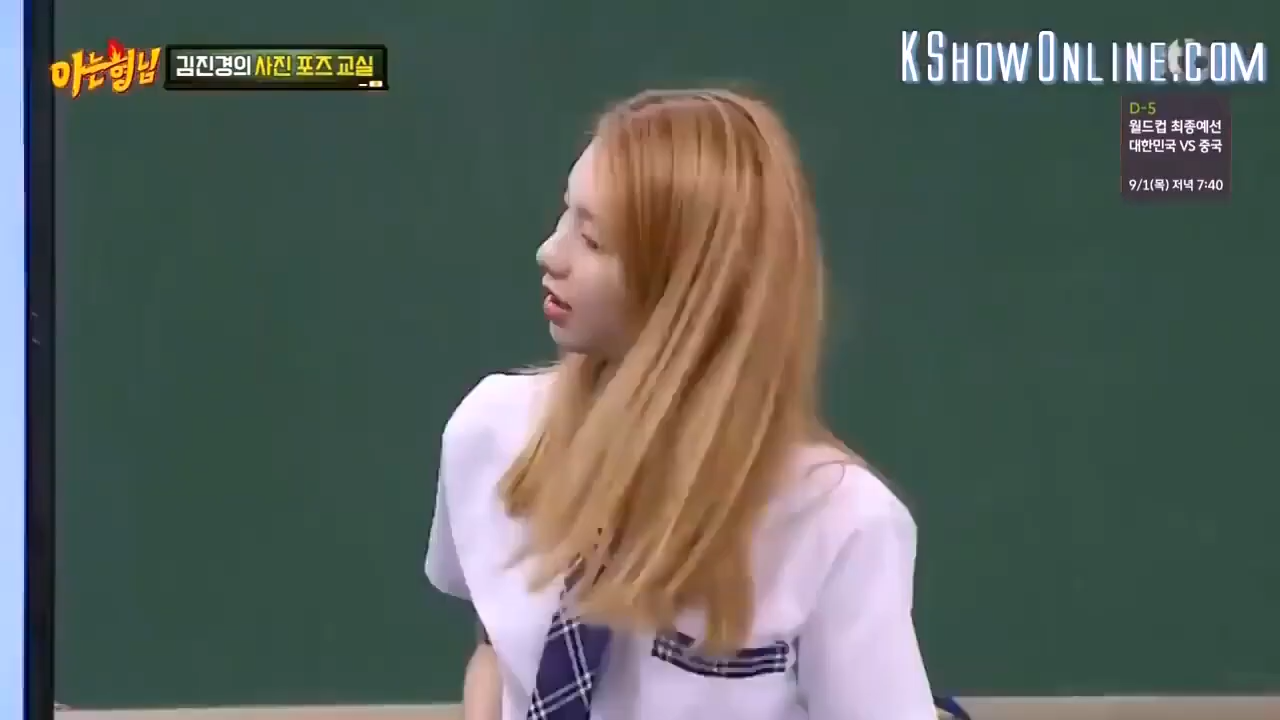 아는형님
김진경의 사진 포즈 교실
KSHOWONLINE.COM
D-5
월드컵 최종예선
대한민국 VS 중국
9/1(목) 저녁 7:40